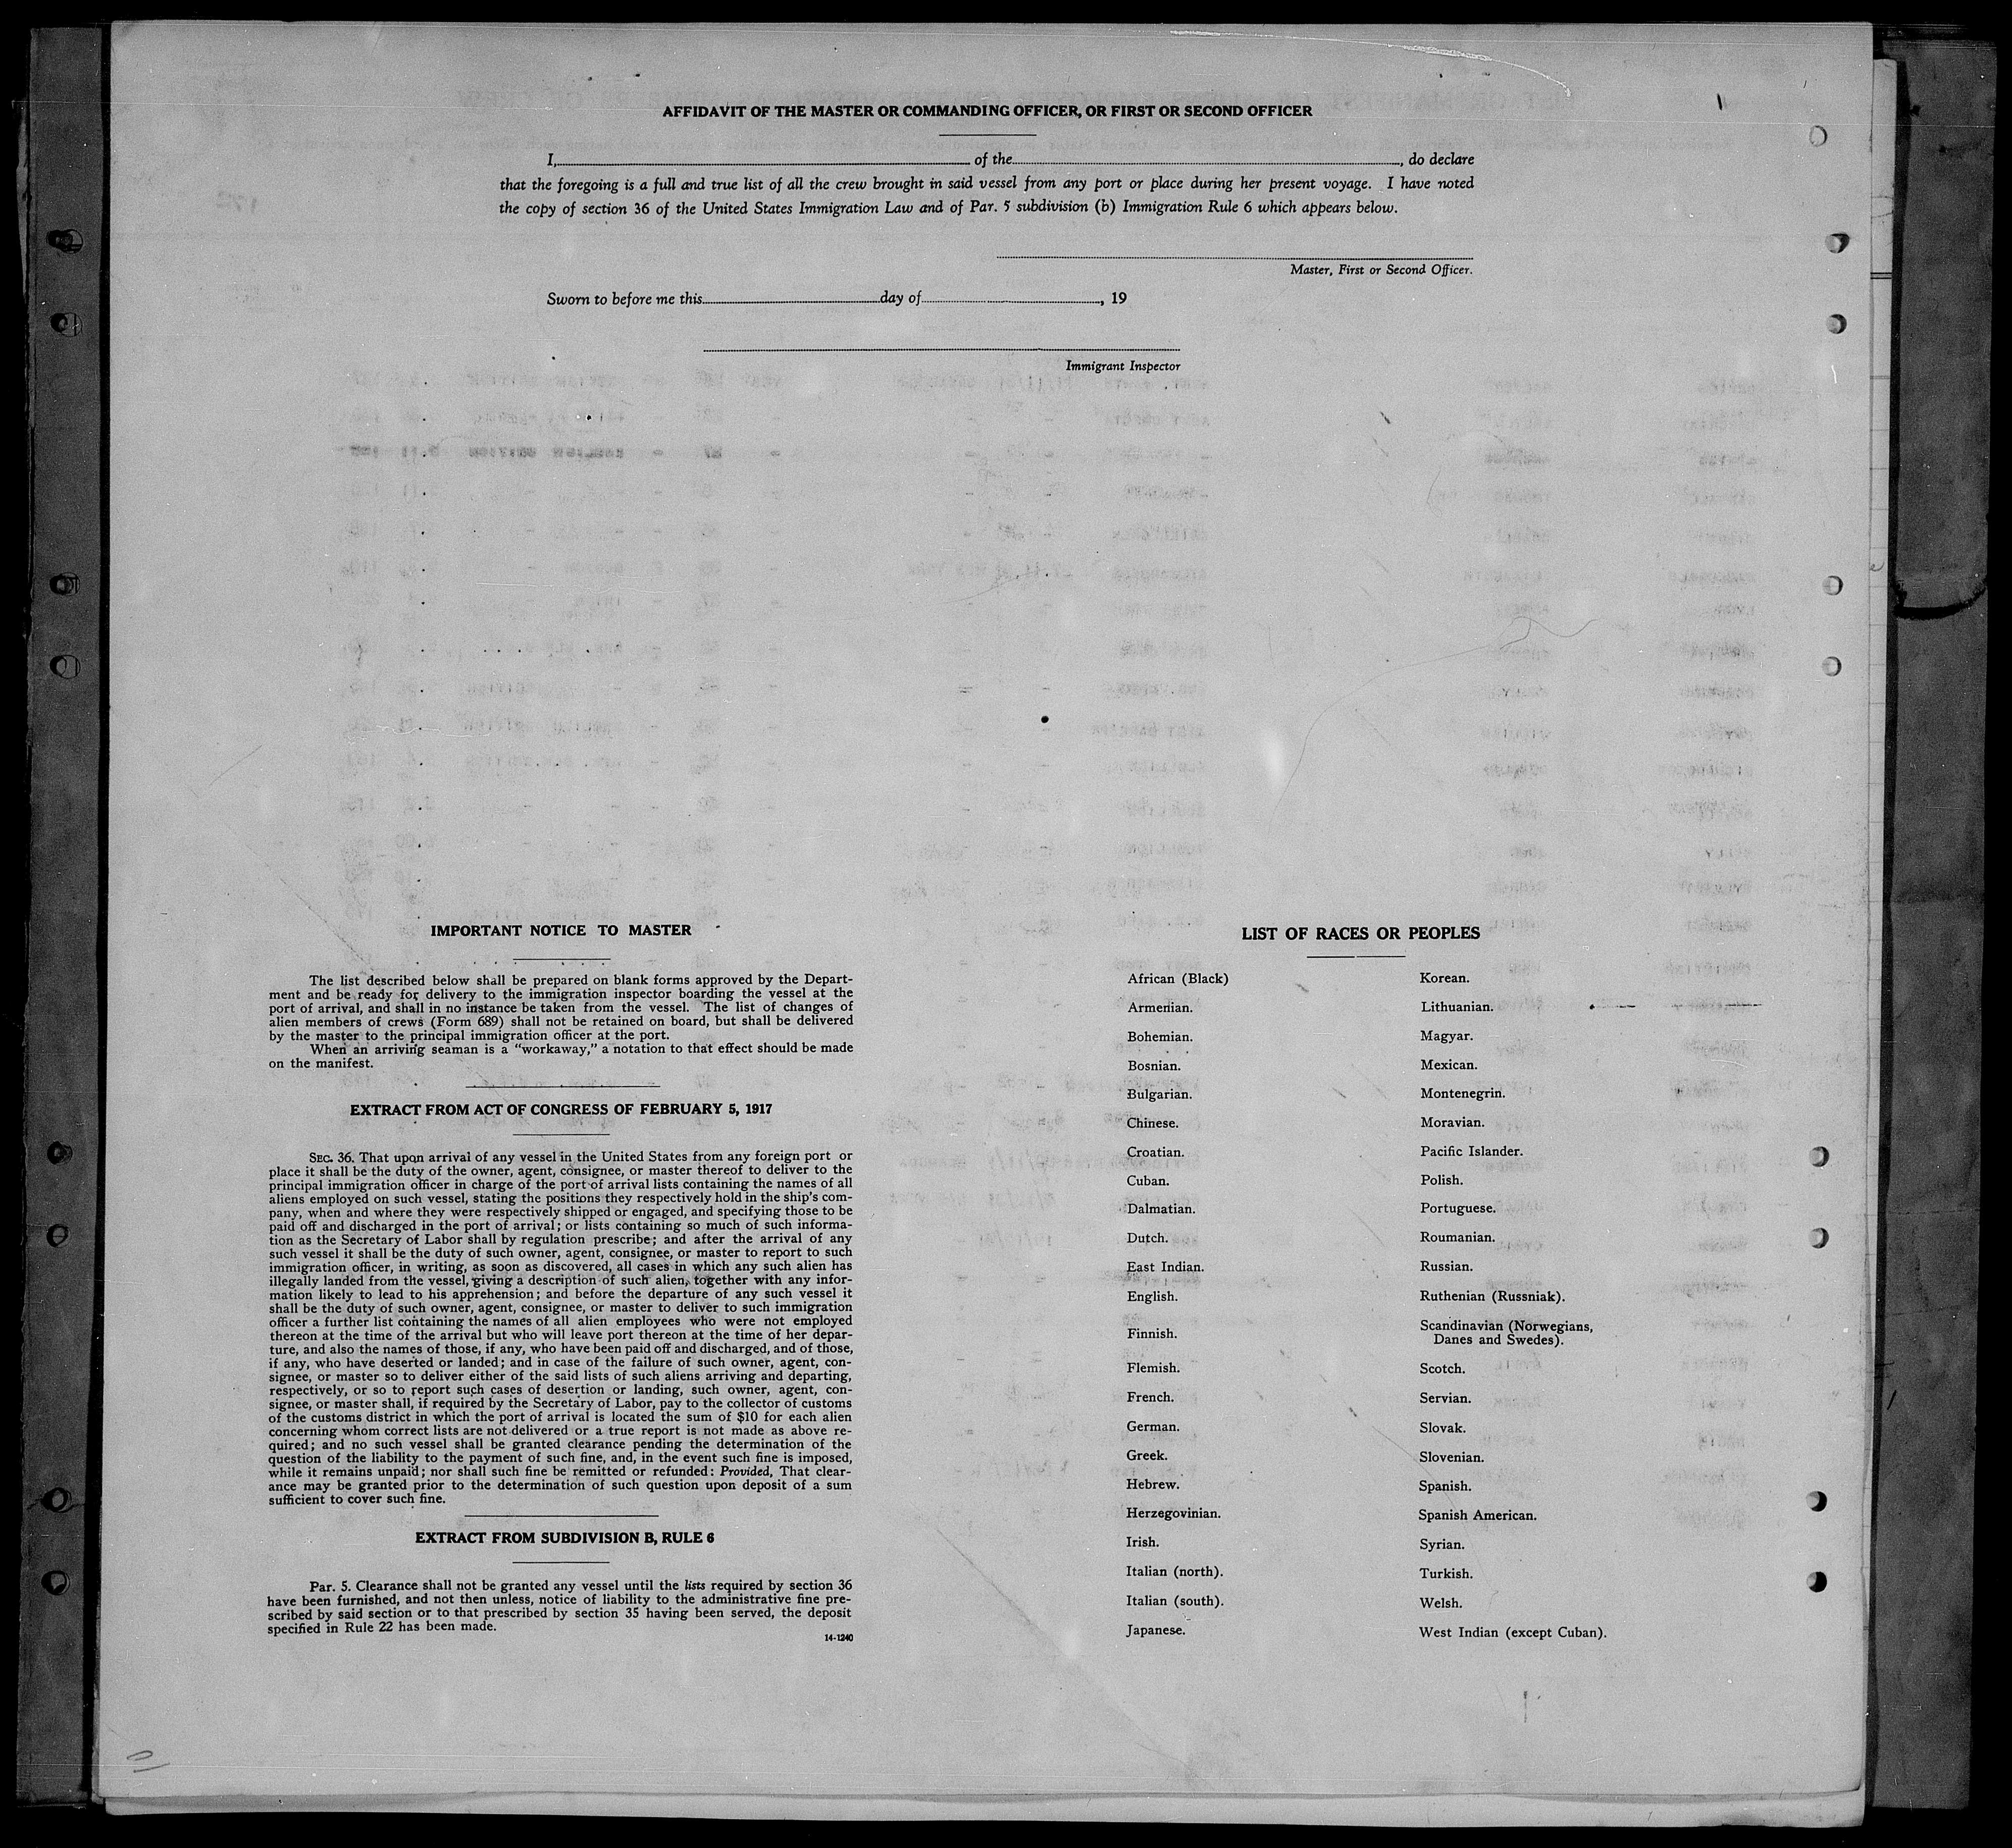 AFFIDAVIT OF THE MASTER OR COMMANDING OFFICER, OR FIRST OR SECOND OFFICER
I, of the , do declare
that the foregoing is a full and true list of all the crew brought in said vessel from any port or place during her present voyage. I have noted
the copy of section 36 of the United States Immigration Law and of Par. 5 subdivision (b) Immigration Rule 6 which appears below.
Master, First or Second Officer.
Sworn to before me this day of , 19
Immigrant Inspector
IMPORTANT NOTICE TO MASTER
The list described below shall be prepared on blank forms approved by the Depart-
ment and be ready for delivery to the immigration inspector boarding the vessel at the
port of arrival, and shall in no instance be taken from the vessel. The list of changes of
alien members of crews (Form 689) shall not be retained on board, but shall be delivered
by the master to the principal immigration officer at the port.
When an arriving seaman is a "workaway," a notation to that effect should be made
on the manifest.
EXTRACT FROM ACT OF CONGRESS OF FEBRUARY 5, 1917
SEC. 36. That upon arrival of any vessel in the United States from any foreign port or
place it shall be the duty of the owner, agent, consignee, or master thereof to deliver to the
principal immigration officer in charge of the port of arrival lists containing the names of all
aliens employed on such vessel, stating the positions they respectively hold in the ship's com-
pany, when and where they were respectively shipped or engaged, and specifying those to be
paid off and discharged in the port of arrival; or lists containing so much of such informa-
tion as the Secretary of Labor shall by regulation prescribe; and after the arrival of any
such vessel it shall be the duty of such owner, agent, consignee, or master to report to such
immigration officer, in writing, as soon as discovered, all cases in which any such alien has
illegally landed from the vessel, giving a description of such alien, together with any infor-
mation likely to lead to his apprehension; and before the departure of any such vessel it
shall be the duty of such owner, agent, consignee, or master to deliver to such immigration
officer a further list containing the names of all alien employees who were not employed
thereon at the time of the arrival but who will leave port thereon at the time of her depar-
ture, and also the names of those, if any, who have been paid off and discharged, and of those,
if any, who have deserted or landed; and in case of the failure of such owner, agent, con-
signee, or master so to deliver either of the said lists of such aliens arriving and departing,
respectively, or so to report such cases of desertion or landing, such owner, agent, con-
signee, or master shall, if required by the Secretary of Labor, pay to the collector of customs
of the customs district in which the port of arrival is located the sum of $10 for each alien
concerning whom correct lists are not delivered or a true report is not made as above re-
quired; and no such vessel shall be granted clearance pending the determination of the
question of the liability to the payment of such fine, and, in the event such fine is imposed,
while it remains unpaid; nor shall such fine be remitted or refunded: Provided, That clear-
ance may be granted prior to the determination of such question upon deposit of a sum
sufficient to cover such fine.
EXTRACT FROM SUBDIVISION B, RULE 6
Par. 5. Clearance shall not be granted any vessel until the lists required by section 36
have been furnished, and not then unless, notice of liability to the administrative fine pre-
scribed by said section or to that prescribed by section 35 having been served, the deposit
specified in Rule 22 has been made.
14-1240
LIST OF RACES OR PEOPLES
African (Black)
Armenian.
Bohemian.
Bosnian.
Bulgarian.
Chinese.
Croatian.
Cuban.
Dalmatian.
Dutch.
East Indian.
English.
Finnish.
Flemish.
French.
German.
Greek.
Hebrew.
Herzegovinian.
Irish.
Italian (north).
Italian (south).
Japanese.
Korean.
Lithuanian.
Magyar.
Mexican.
Montenegrin.
Moravian.
Pacific Islander.
Polish.
Portuguese.
Roumanian.
Russian.
Ruthenian (Russniak).
Scandinavian (Norwegians,
Danes and Swedes).
Scotch.
Servian.
Slovak.
Slovenian.
Spanish.
Spanish American.
Syrian.
Turkish.
Welsh.
West Indian (except Cuban).